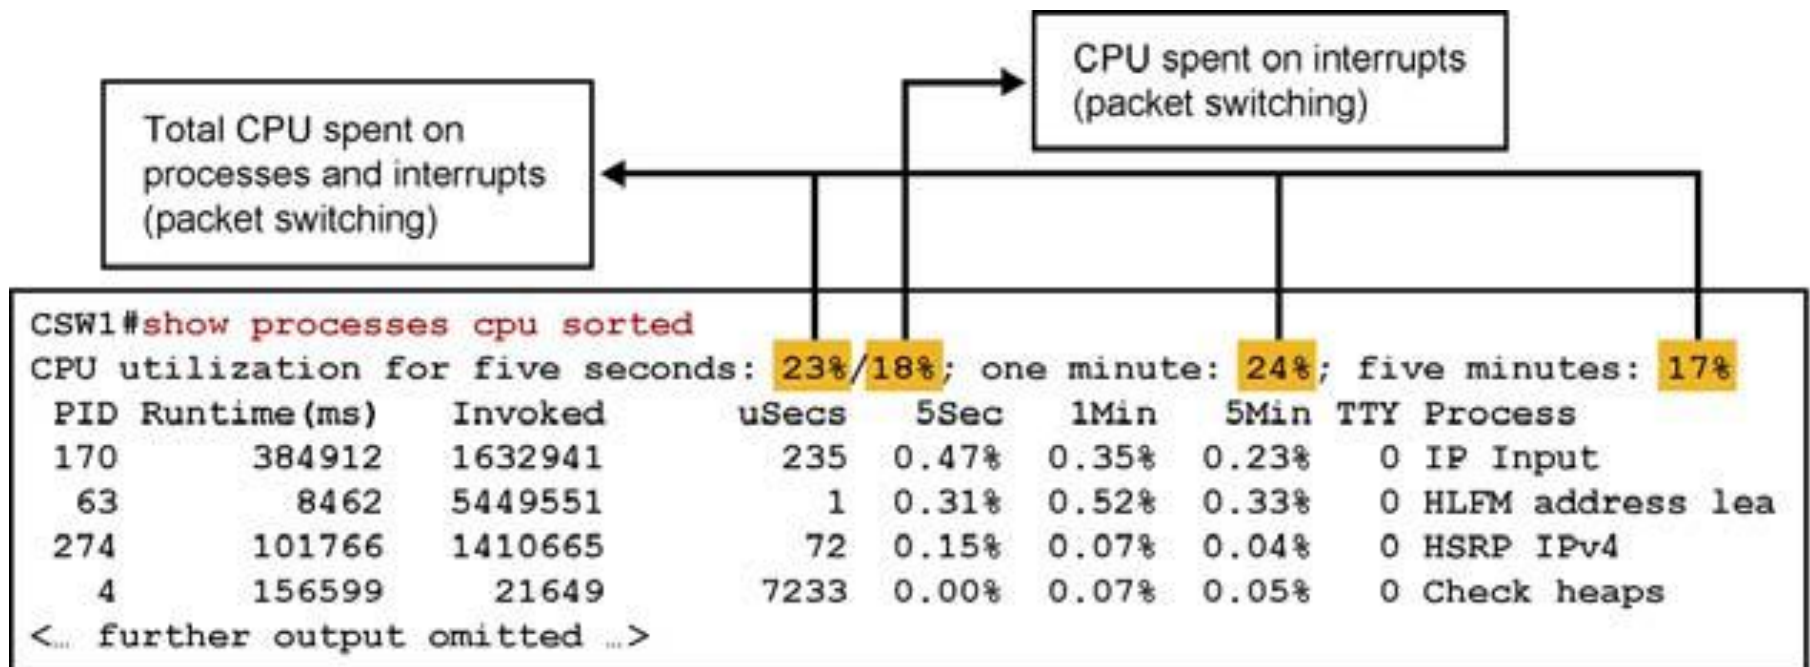 CPU spent on interrupts
(packet switching)
Total CPU spent on
processes and interrupts
(packet switching)
CSW1#show processes cpu sorted
CPU utilization for five seconds: 23%/18%; one minute: 24%; five minutes: 17%
PID Runtime(ms) Invoked uSecs 5Sec 1Min 5Min TTY Process
170 384912 1632941 235 0.47% 0.35% 0.23% 0 IP Input
63 8462 5449551 1 0.31% 0.52% 0.33% 0 HLFM address lea
274 101766 1410665 72 0.15% 0.07% 0.04% 0 HSRP IPv4
4 156599 21649 7233 0.00% 0.07% 0.05% 0 Check heaps
<… further output omitted …>